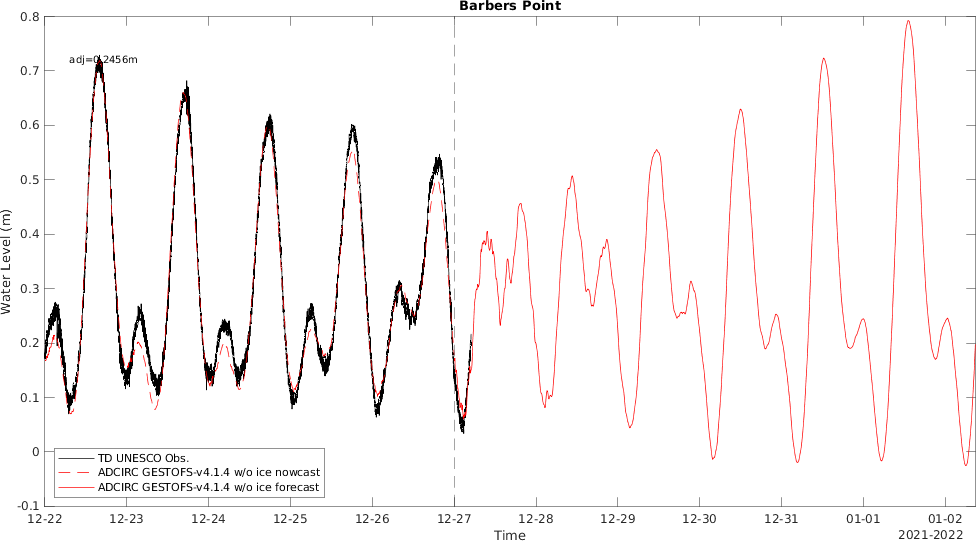 Barbers Point
0.8
0.7
0.6
0.5
0.4
0.3
0.2
0.1
0
-0.1
Water Level (m)
adj=0.2456m
TD UNESCO Obs.
ADCIRC GESTOFS-v4.1.4 w/o ice nowcast
ADCIRC GESTOFS-v4.1.4 w/o ice forecast
12-22 12-23 12-24 12-25 12-26 12-27 12-28 12-29 12-30 12-31 01-01 01-02
Time
2021-2022